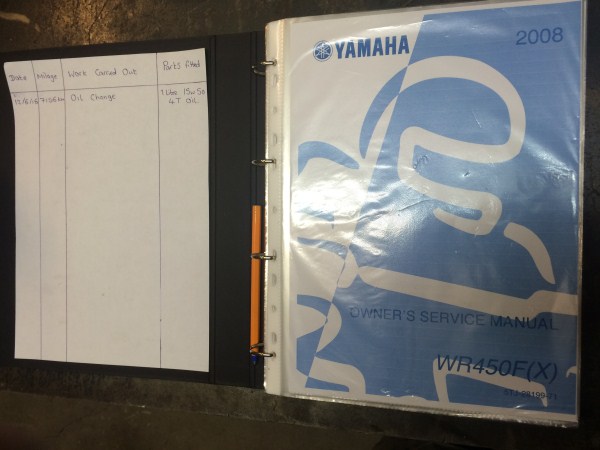 Date Milage Work Carried Out Parts fitted
Oil Change 1 Litre 15w50
4T OIL
YAMAHA
2008
OWNER'S SERVICE MANUAL
WR450F(X)